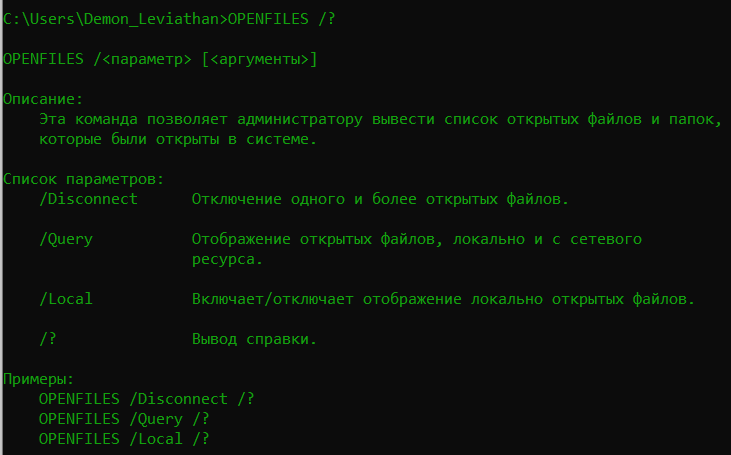 C:\Users\Demon_Leviathan>OPENFILES /?
OPENFILES /<параметр> [<аргументы>]
Описание:
Эта команда позволяет администратору вывести список открытых файлов и папок,
которые были открыты в системе.
Список параметров:
/Disconnect Отключение одного и более открытых файлов.
/Query Отображение открытых файлов, локально и с сетевого
ресурса.
/Local Включает/отключает отображение локально открытых файлов.
/? Вывод справки.
Примеры:
OPENFILES /Disconnect /?
OPENFILES /Query /?
OPENFILES /Local /?